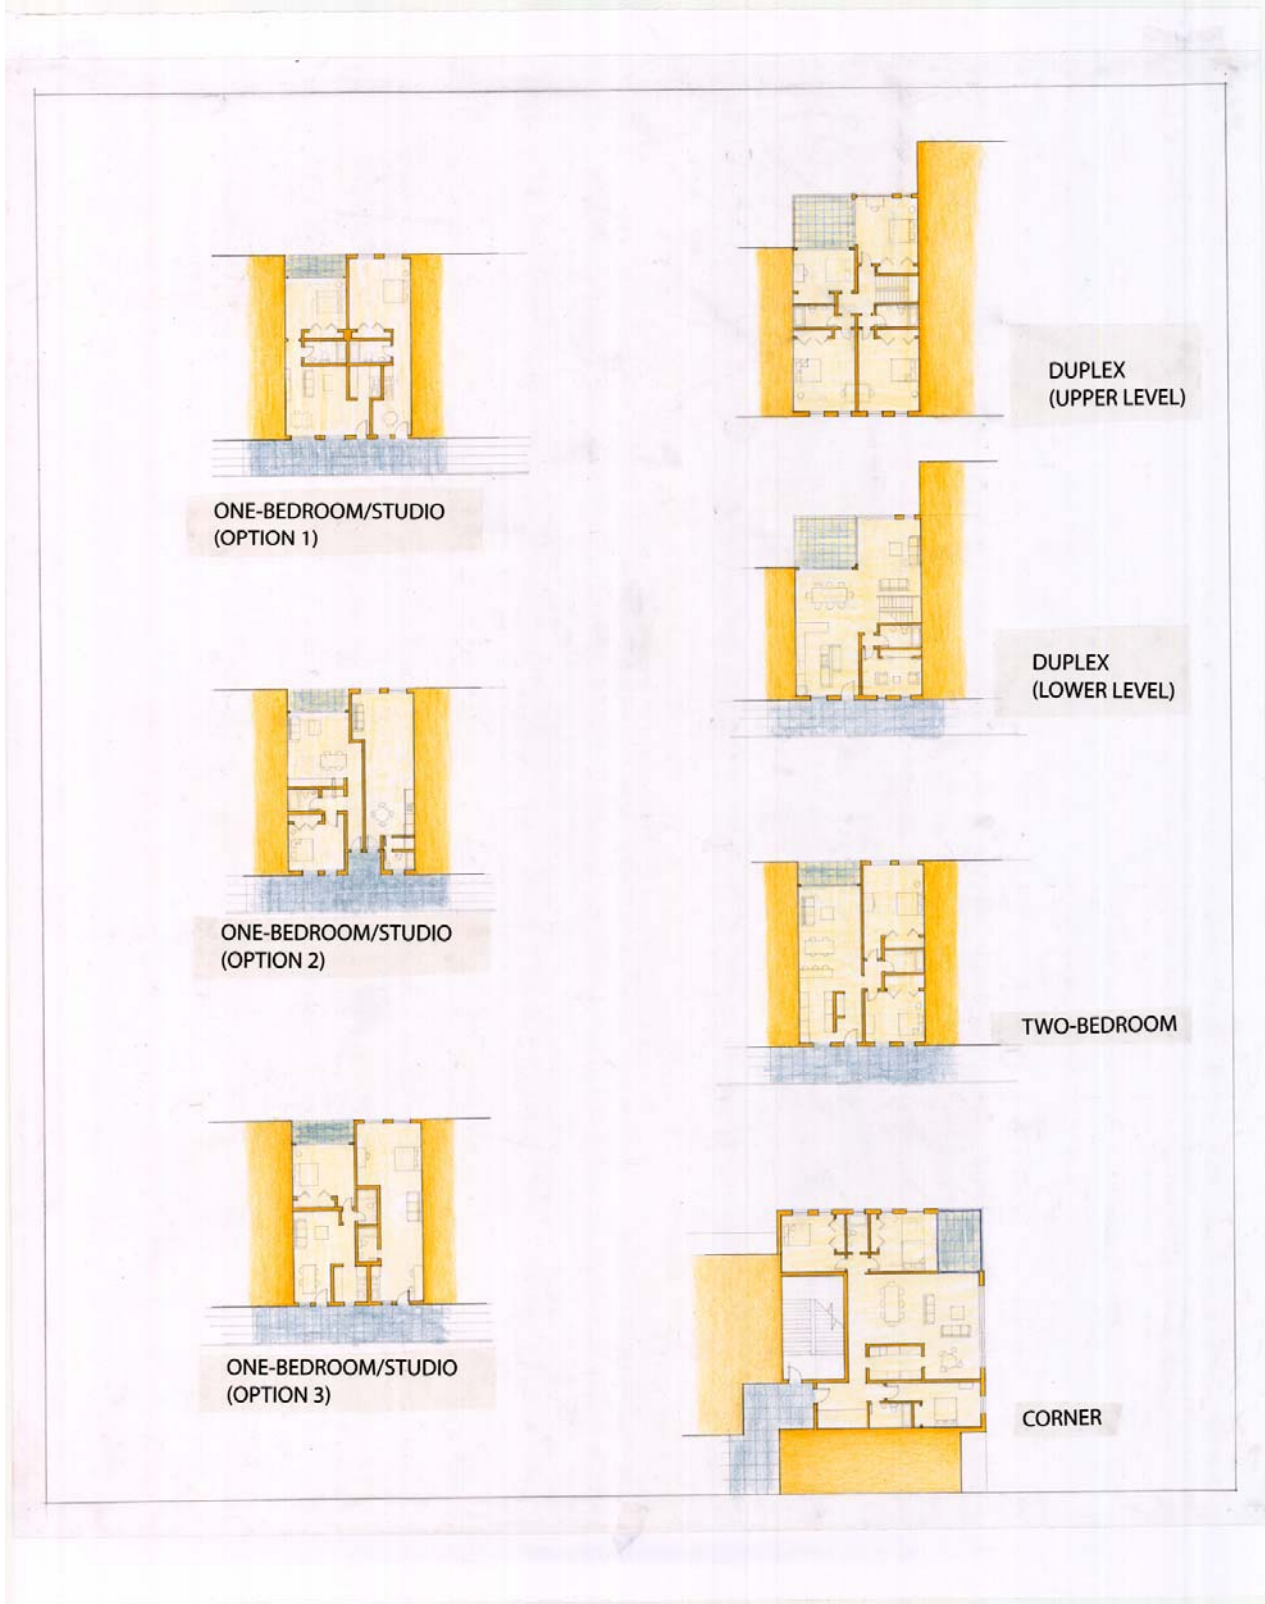 ONE-BEDROOM/STUDIO
(OPTION 1)
ONE-BEDROOM/STUDIO
(OPTION 2)
ONE-BEDROOM/STUDIO
(OPTION 3)
DUPLEX
(UPPER LEVEL)
DUPLEX
(LOWER LEVEL)
TWO-BEDROOM
CORNER